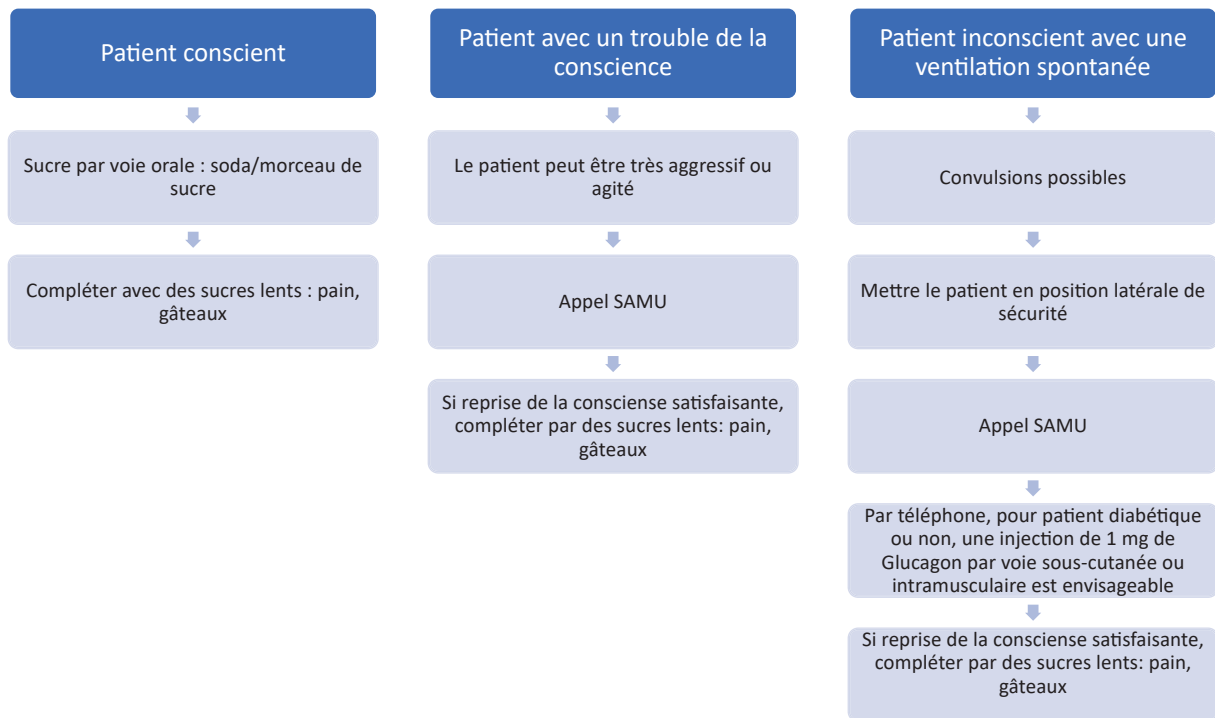 Patient conscient
Sucre par voie orale : soda/morceau de
sucre
Compléter avec des sucres lents : pain,
gâteaux
Patient avec un trouble de la
conscience
Le patient peut être très aggressif ou
agité
Appel SAMU
Si reprise de la consciense satisfaisante,
compléter par des sucres lents: pain,
gâteaux
Patient inconscient avec une
ventilation spontanée
Convulsions possibles
Mettre le patient en position latérale de
sécurité
Appel SAMU
Par téléphone, pour patient diabétique
ou non, une injection de 1 mg de
Glucagon par voie sous-cutanée ou
intramusculaire est envisageable
Si reprise de la consciense satisfaisante,
compléter par des sucres lents: pain,
gâteaux